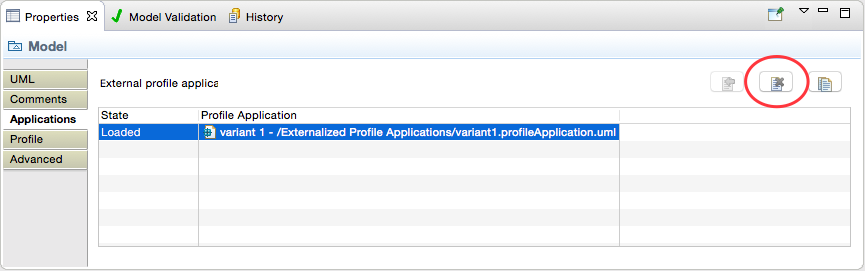 Properties Model Validation History
Model
UML
Comments
Applications
Profile
Advanced
External profile applica
State Profile Application
Loaded variant 1 - /Externalized Profile Applications/variant1.profileApplication.uml